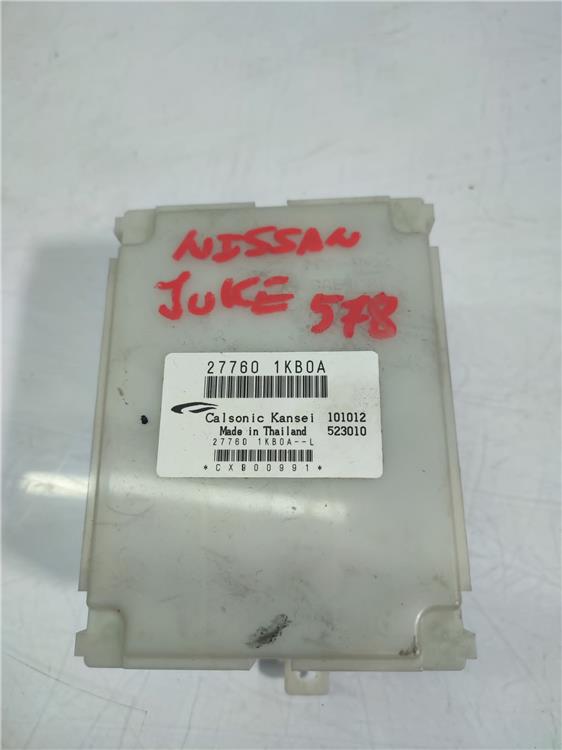 NISSAN
JUKE 578
27760 1KB0A
Calsonic Kansei 101012
Made in Thailand 523010
27760 1KB0A--L
*CXB00991*